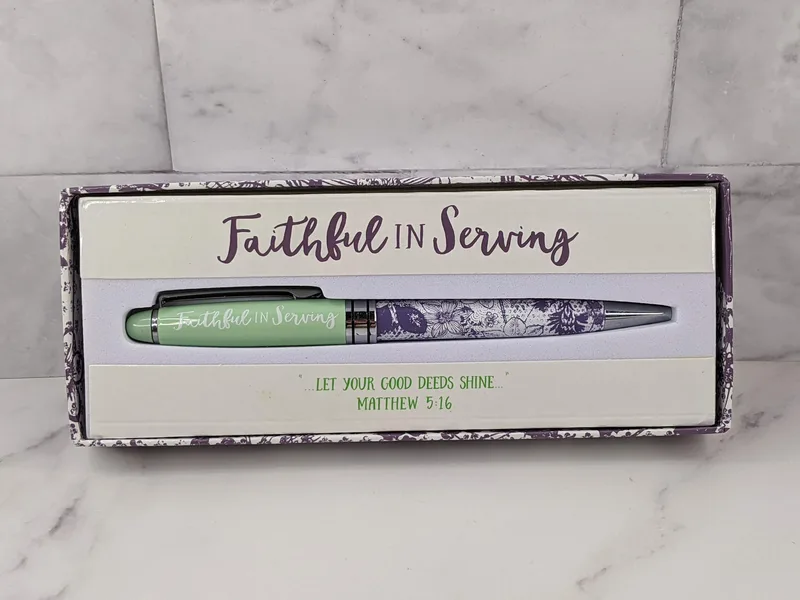 Faithful IN Serving
Faithful IN Serving
"...LET YOUR GOOD DEEDS SHINE..."
MATTHEW 5:16